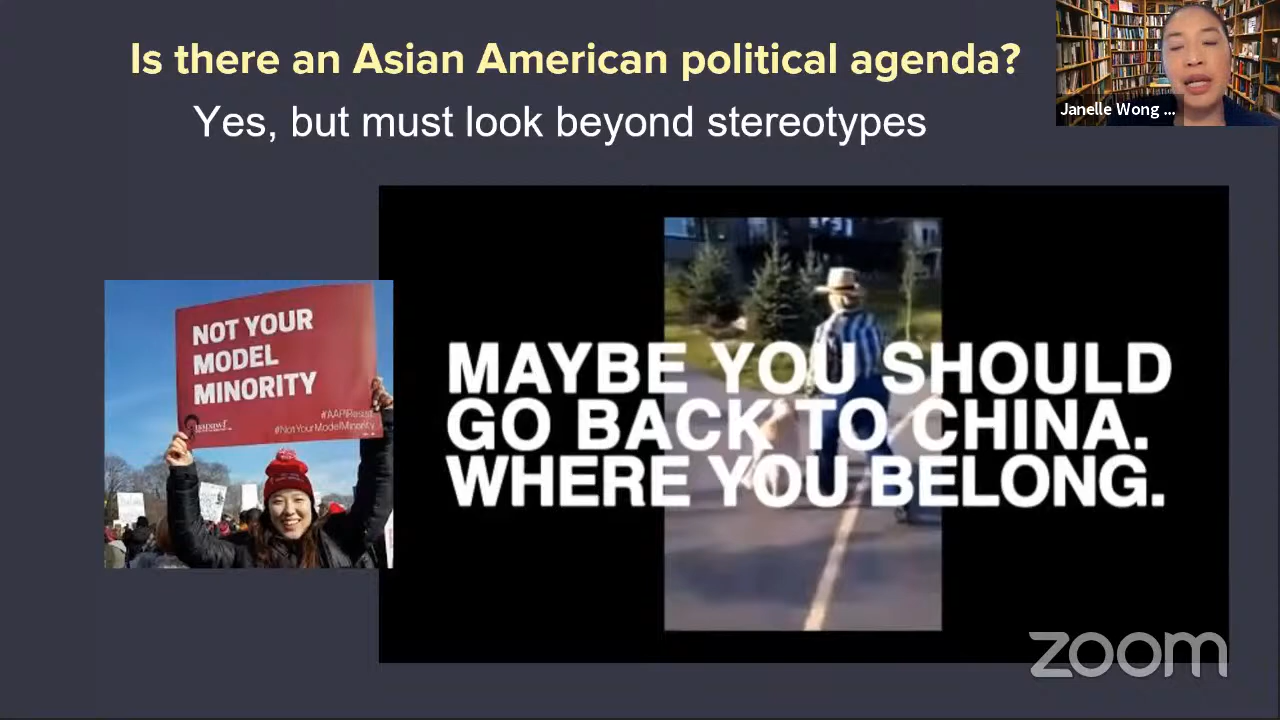 Is there an Asian American political agenda?
Yes, but must look beyond stereotypes
Janelle Wong ...
NOT YOUR
MODEL
MINORITY
#AAPIResist
#NotYourModelMinority
MAYBE YOU SHOULD
GO BACK TO CHINA.
WHERE YOU BELONG.
zoom